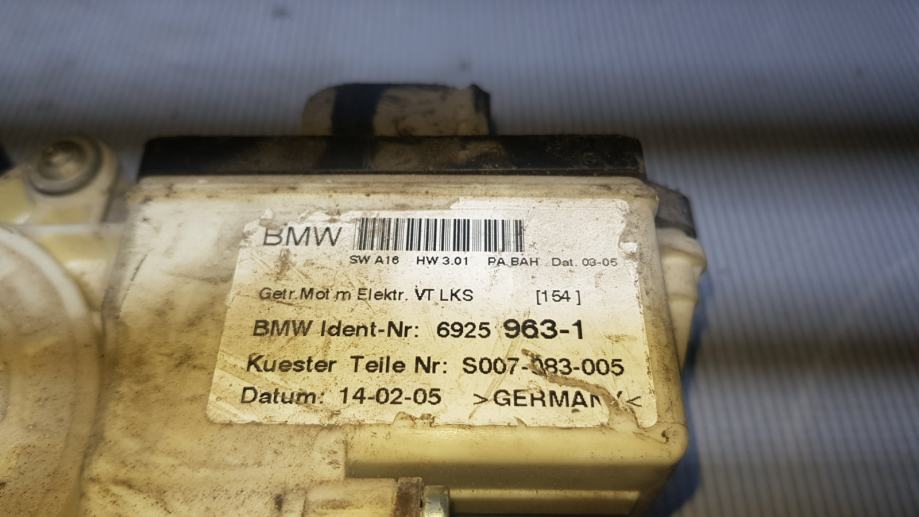 BMW
SW A16 HW 3.01 PA BAH Dat. 03-05
Getr.Mot m Elektr. VT LKS [154]
BMW Ident-Nr: 6925 963-1
Kuester Teile Nr: S007-083-005
Datum: 14-02-05 >GERMANY<